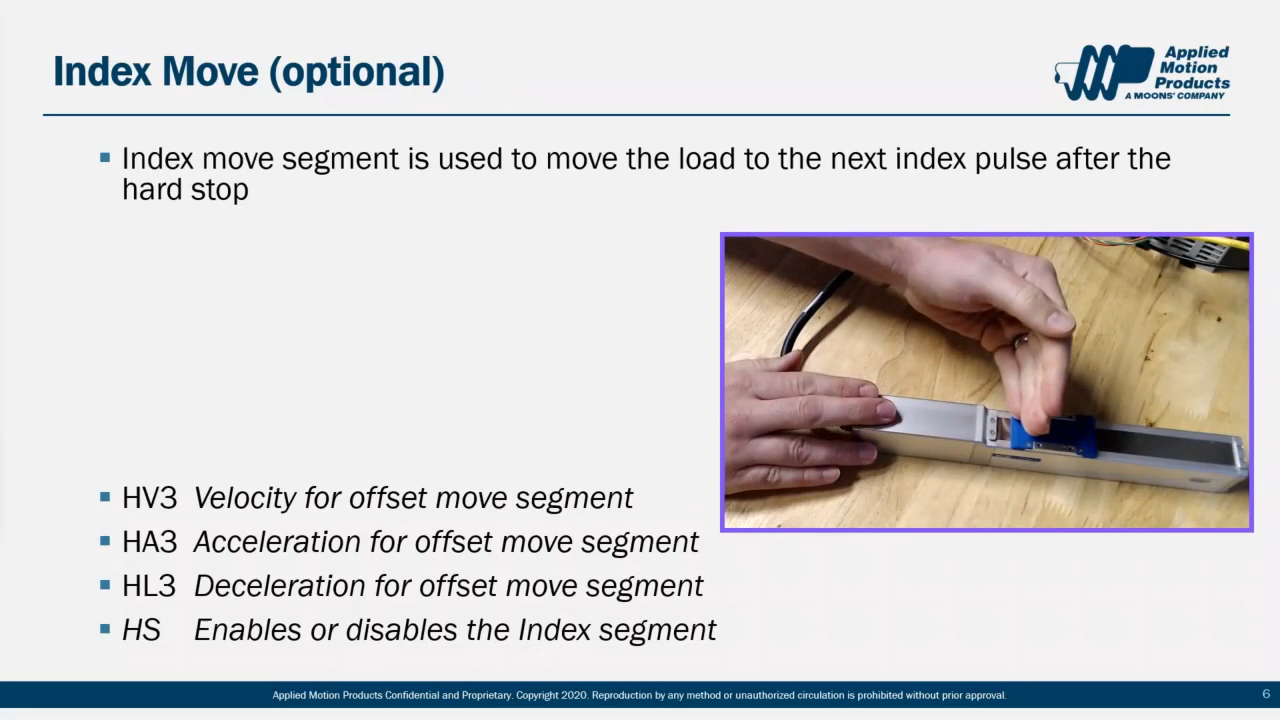 Index Move (optional)
Applied
Motion
Products
A MOONS' COMPANY
Index move segment is used to move the load to the next index pulse after the
hard stop
HV3 Velocity for offset move segment
HA3 Acceleration for offset move segment
HL3 Deceleration for offset move segment
HS Enables or disables the Index segment
Applied Motion Products Confidential and Proprietary. Copyright 2020. Reproduction by any method or unauthorized circulation is prohibited without prior approval.
6